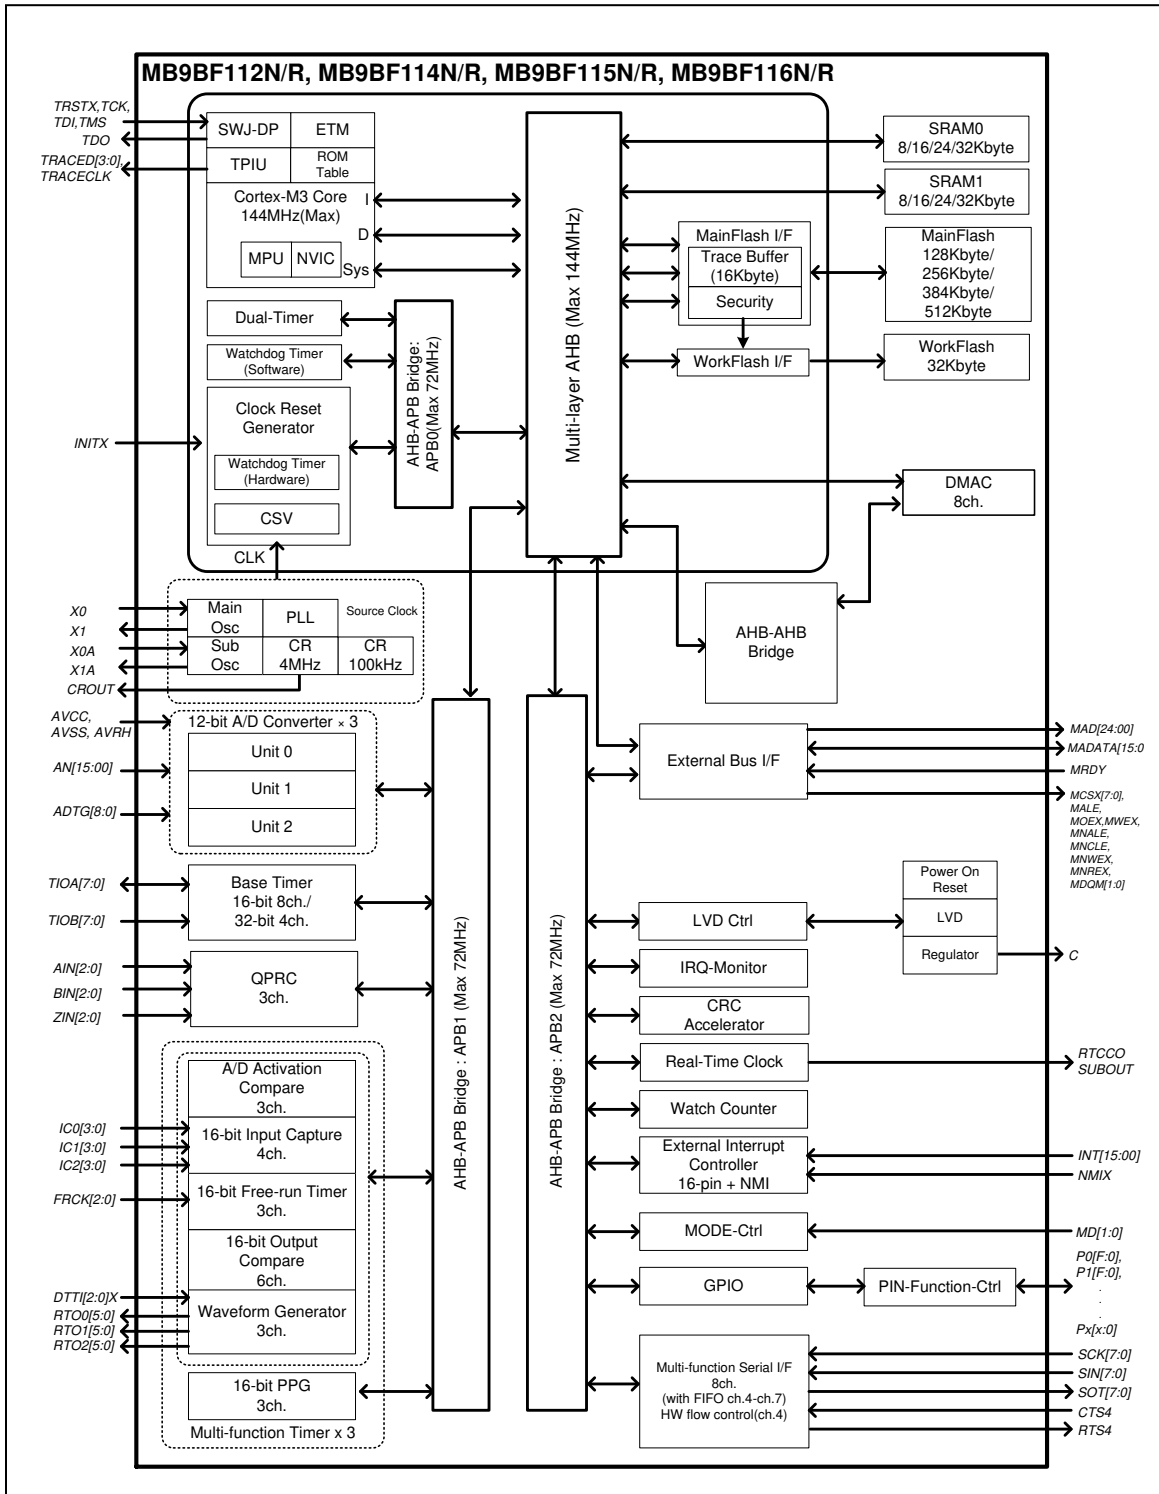 MB9BF112N/R, MB9BF114N/R, MB9BF115N/R, MB9BF116N/R
TRSTX,TCK,
TDI,TMS
TDO
TRACED[3:0],
TRACECLK
SWJ-DP
ETM
TPIU
ROM
Table
Cortex-M3 Core
144MHz(Max)
I
D
Sys
MPU
NVIC
Dual-Timer
Watchdog Timer
(Software)
Clock Reset
Generator
Watchdog Timer
(Hardware)
CSV
CLK
INITX
AHB-APB Bridge:
APB0(Max 72MHz)
Multi-layer AHB (Max 144MHz)
SRAM0
8/16/24/32Kbyte
SRAM1
8/16/24/32Kbyte
MainFlash I/F
Trace Buffer
(16Kbyte)
Security
MainFlash
128Kbyte/
256Kbyte/
384Kbyte/
512Kbyte
WorkFlash I/F
WorkFlash
32Kbyte
DMAC
8ch.
AHB-AHB
Bridge
X0
X1
X0A
X1A
CROUT
Main
Osc
PLL
Source Clock
Sub
Osc
CR
4MHz
CR
100kHz
AVCC,
AVSS, AVRH
AN[15:00]
ADTG[8:0]
12-bit A/D Converter × 3
Unit 0
Unit 1
Unit 2
TIOA[7:0]
TIOB[7:0]
Base Timer
16-bit 8ch./
32-bit 4ch.
AIN[2:0]
BIN[2:0]
ZIN[2:0]
QPRC
3ch.
A/D Activation
Compare
3ch.
IC0[3:0]
IC1[3:0]
IC2[3:0]
16-bit Input Capture
4ch.
FRCK[2:0]
16-bit Free-run Timer
3ch.
16-bit Output
Compare
6ch.
DTTI[2:0]X
RTO0[5:0]
RTO1[5:0]
RTO2[5:0]
Waveform Generator
3ch.
16-bit PPG
3ch.
Multi-function Timer x 3
AHB-APB Bridge : APB1 (Max 72MHz)
AHB-APB Bridge : APB2 (Max 72MHz)
External Bus I/F
MAD[24:00]
MADATA[15:0
MRDY
MCSX[7:0],
MALE,
MOEX,MWEX,
MNALE,
MNCLE,
MNWEX,
MNREX,
MDQM[1:0]
Power On
Reset
LVD
Regulator
C
LVD Ctrl
IRQ-Monitor
CRC
Accelerator
Real-Time Clock
RTCCO
SUBOUT
Watch Counter
External Interrupt
Controller
16-pin + NMI
INT[15:00]
NMIX
MODE-Ctrl
MD[1:0]
GPIO
PIN-Function-Ctrl
P0[F:0],
P1[F:0],
.
.
.
Px[x:0]
Multi-function Serial I/F
8ch.
(with FIFO ch.4-ch.7)
HW flow control(ch.4)
SCK[7:0]
SIN[7:0]
SOT[7:0]
CTS4
RTS4